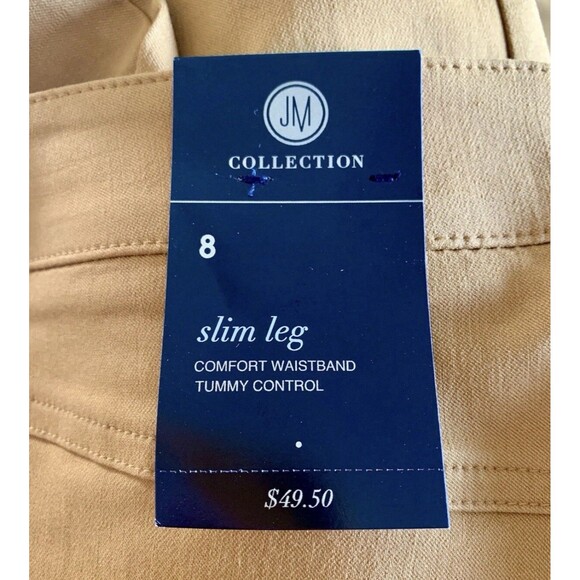 JM
COLLECTION
8
slim leg
COMFORT WAISTBAND
TUMMY CONTROL
$49.50